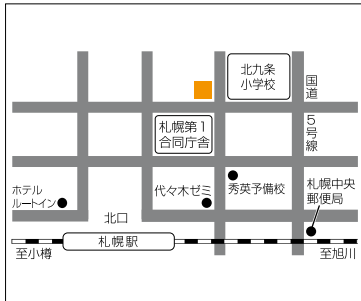 北九条
小学校
国道5号線
札幌第1
合同庁舎
ホテル
ルートイン
代々木ゼミ
秀英予備校
札幌中央
郵便局
北口
札幌駅
至小樽
至旭川